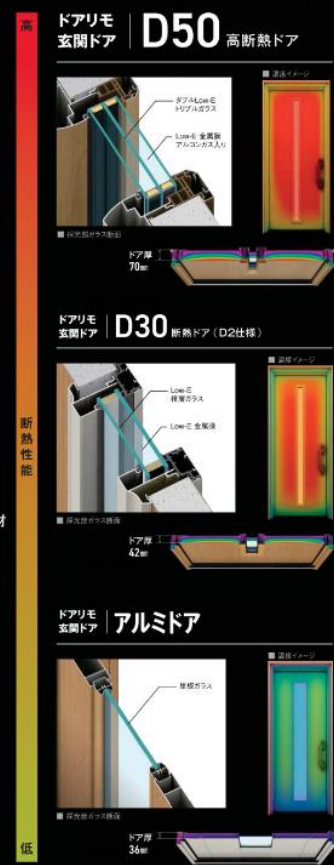 高
断熱性能
低
材
ドアリモ
玄関ドア
D50 高断熱ドア
ダブルLow-E
トリプルガラス
Low-E 金属膜
アルゴンガス入り
■ 採光部ガラス断面
■ 温度イメージ
ドア厚
70mm
ドアリモ
玄関ドア
D30 断熱ドア(D2仕様)
Low-E
複層ガラス
Low-E 金属膜
■ 採光部ガラス断面
■ 温度イメージ
ドア厚
42mm
ドアリモ
玄関ドア
アルミドア
単板ガラス
■ 採光部ガラス断面
■ 温度イメージ
ドア厚
36mm